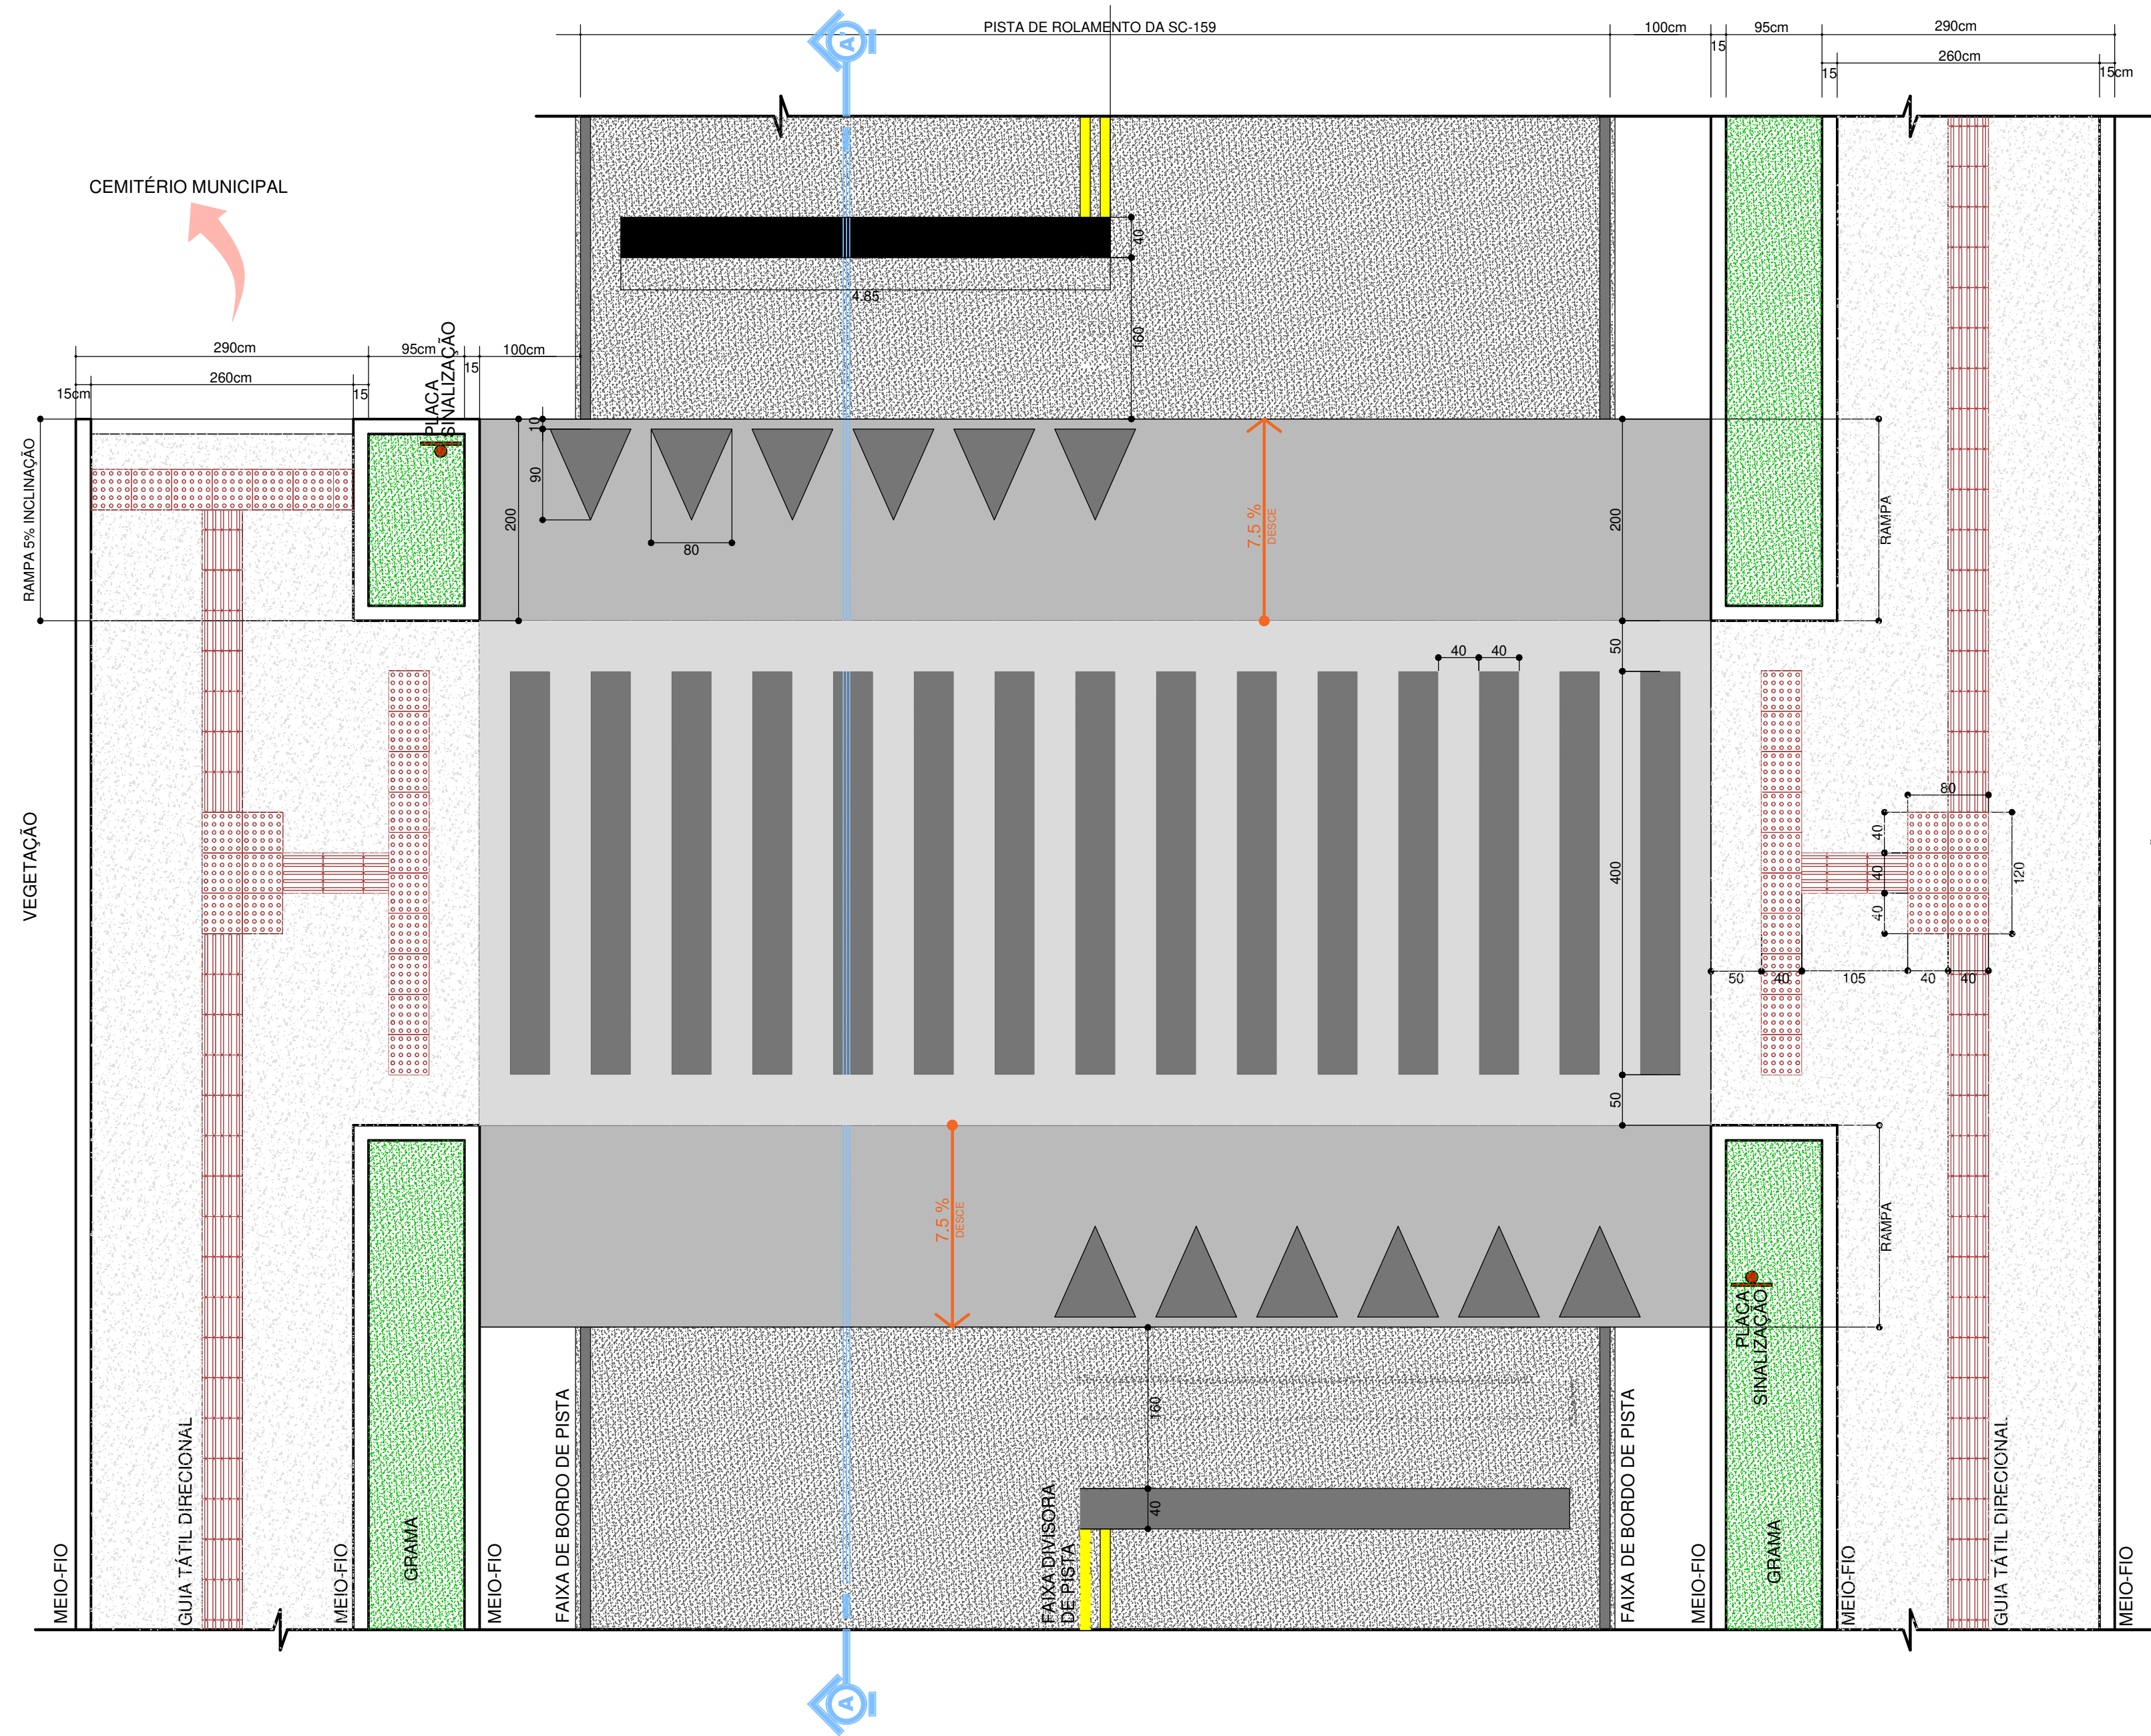 PISTA DE ROLAMENTO DA SC-159
100cm
15
95cm
290cm
15
260cm
15cm
A'
CEMITÉRIO MUNICIPAL
40
4.85
160
290cm
95cm
15
100cm
15cm
260cm
15
PLACA
SINALIZAÇÃO
RAMPA 5% INCLINAÇÃO
10
90
200
80
7.5 %
DESCE
200
RAMPA
50
40
40
VEGETAÇÃO
400
80
40
40
40
120
50
40
105
40
40
50
7.5 %
DESCE
RAMPA
PLACA
SINALIZAÇÃO
160
40
MEIO-FIO
GUIA TÁTIL DIRECIONAL
MEIO-FIO
GRAMA
MEIO-FIO
FAIXA DE BORDO DE PISTA
FAIXA DIVISORA
DE PISTA
FAIXA DE BORDO DE PISTA
MEIO-FIO
GRAMA
MEIO-FIO
GUIA TÁTIL DIRECIONAL
MEIO-FIO
A